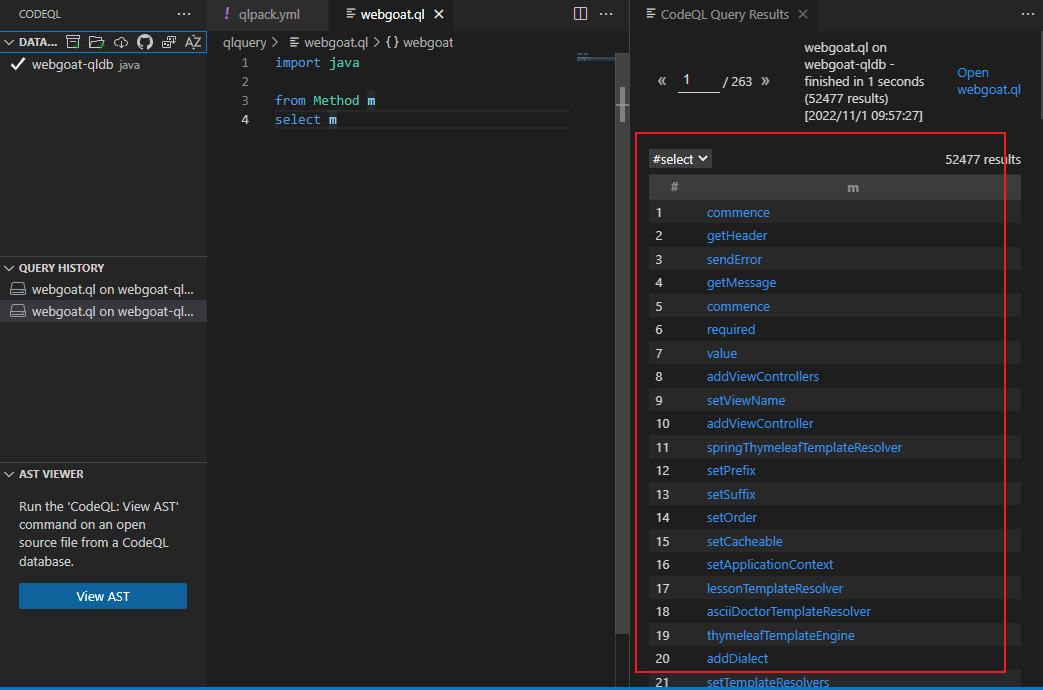 CODEQL
DATA...
webgoat-qldb java
QUERY HISTORY
webgoat.ql on webgoat-ql...
webgoat.ql on webgoat-ql...
AST VIEWER
Run the 'CodeQL: View AST'
command on an open
source file from a CodeQL
database.
View AST
! qlpack.yml
webgoat.ql
qlquery > webgoat.ql > {} webgoat
1 import java
2
3 from Method m
4 select m
CodeQL Query Results
« 1 / 263 »
webgoat.ql on
webgoat-qldb -
finished in 1 seconds
(52477 results)
[2022/11/1 09:57:27]
Open
webgoat.ql
#select 52477 results
# m
1 commence
2 getHeader
3 sendError
4 getMessage
5 commence
6 required
7 value
8 addViewControllers
9 setViewName
10 addViewController
11 springThymeleafTemplateResolver
12 setPrefix
13 setSuffix
14 setOrder
15 setCacheable
16 setApplicationContext
17 lessonTemplateResolver
18 asciiDoctorTemplateResolver
19 thymeleafTemplateEngine
20 addDialect
21 setTemplateResolvers